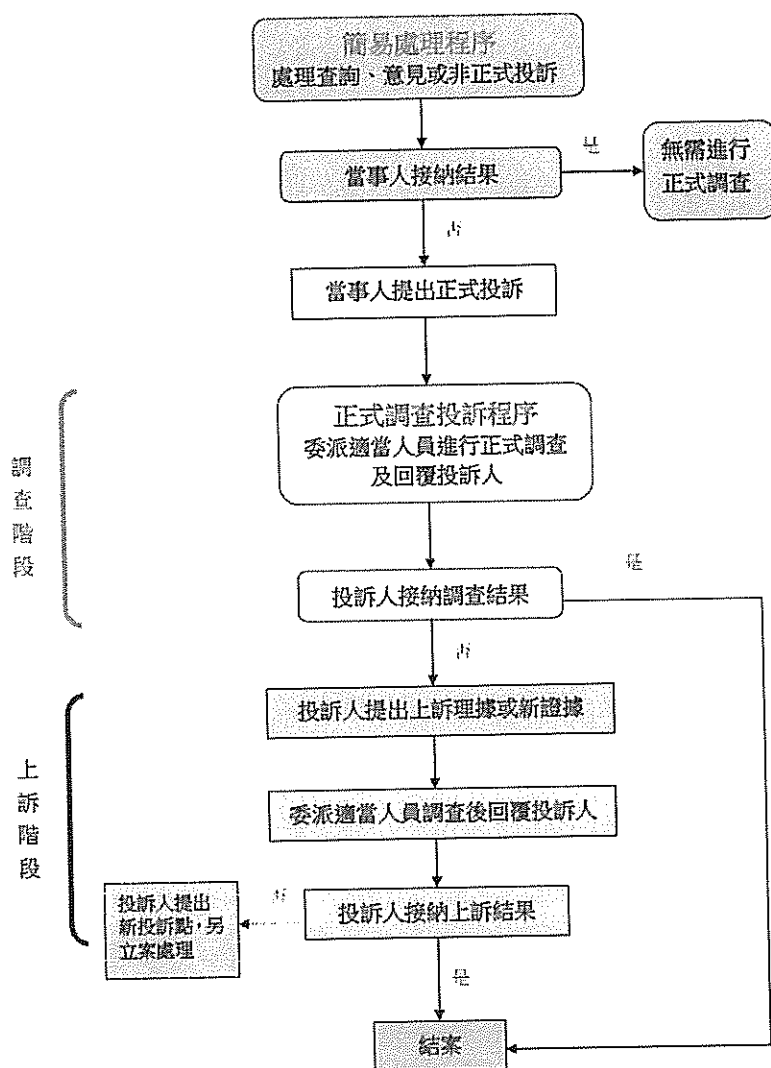 簡易處理程序
處理查詢、意見或非正式投訴
是
當事人接納結果
無需進行
正式調查
否
當事人提出正式投訴
正式調查投訴程序
委派適當人員進行正式調查
及回覆投訴人
調查階段
是
投訴人接納調查結果
否
投訴人提出上訴理據或新證據
上訴階段
委派適當人員調查後回覆投訴人
否
投訴人接納上訴結果
投訴人提出
新投訴點,另
立案處理
是
結案